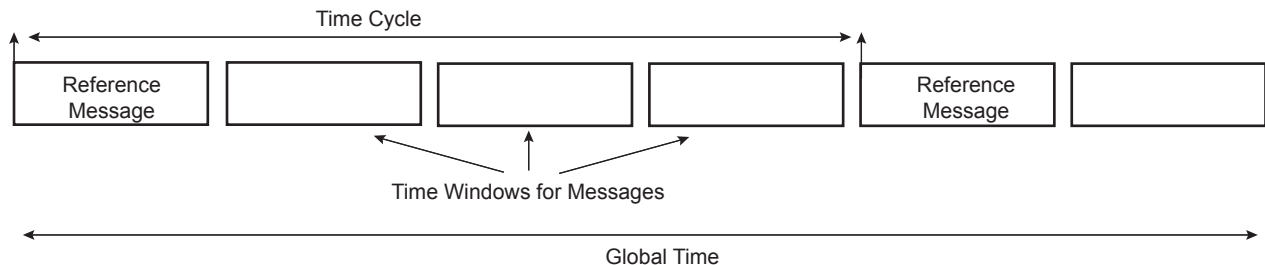 Time Cycle
Reference
Message
Reference
Message
Time Windows for Messages
Global Time